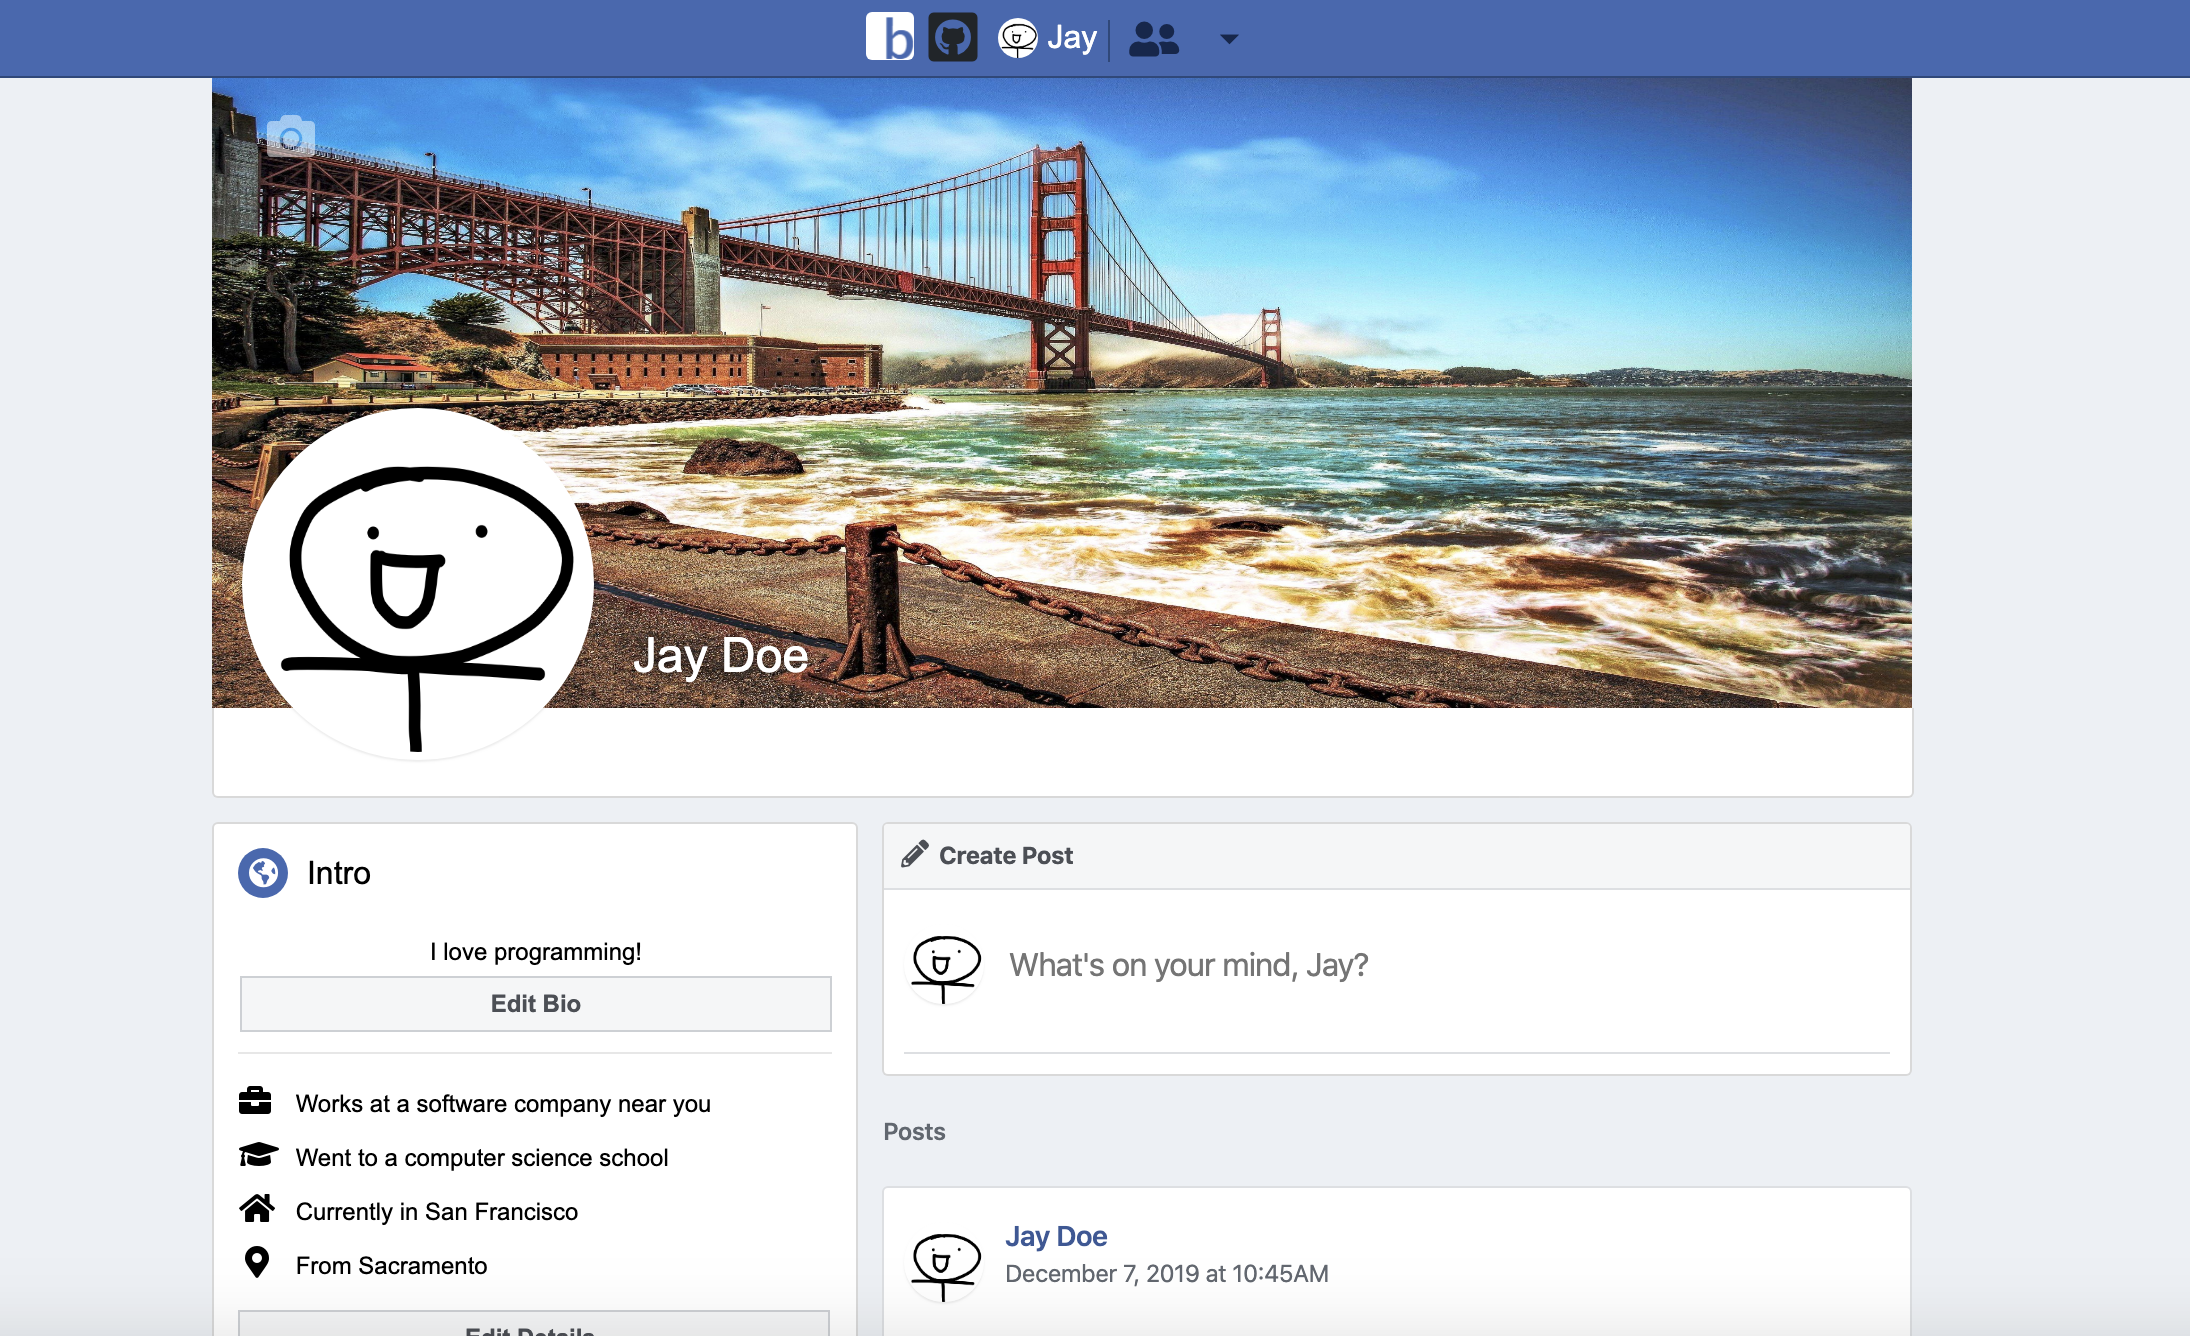 b
Jay
Jay Doe
Intro
I love programming!
Edit Bio
Works at a software company near you
Went to a computer science school
Currently in San Francisco
From Sacramento
Edit Details
Create Post
What's on your mind, Jay?
Posts
Jay Doe
December 7, 2019 at 10:45AM